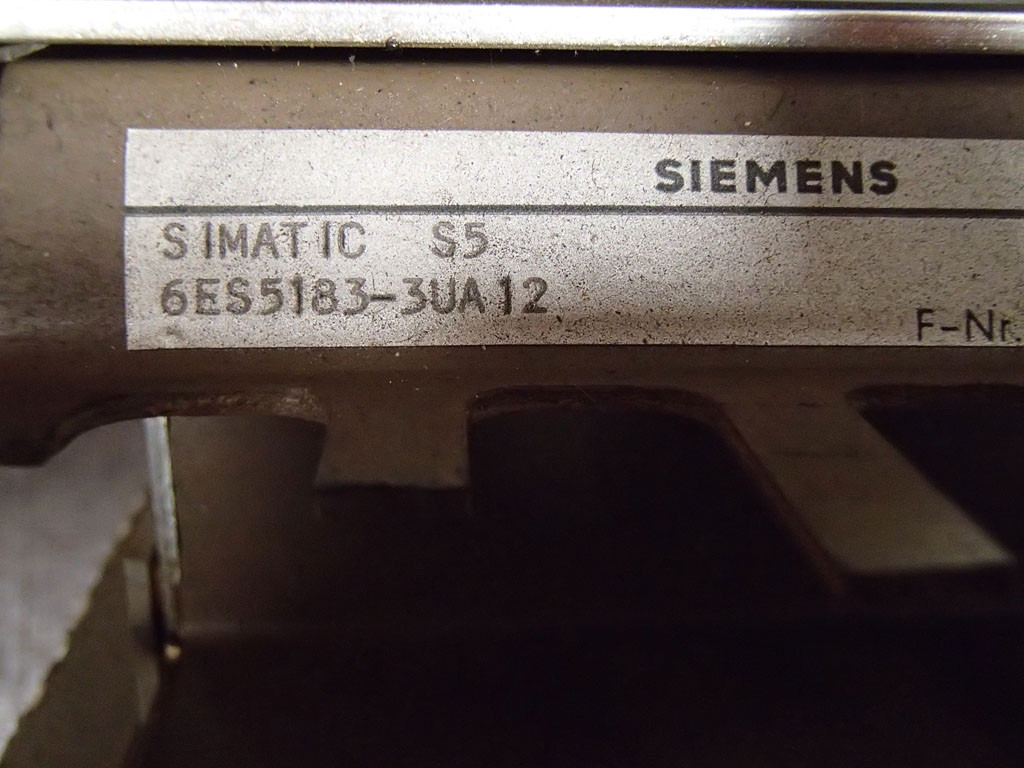 SIEMENS
SIMATIC S5
6ES5183-3UA12
F-Nr.